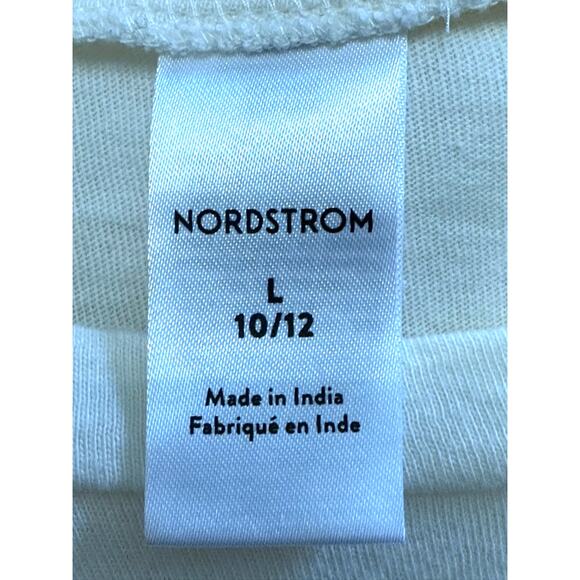 NORDSTROM
L
10/12
Made in India
Fabriqué en Inde